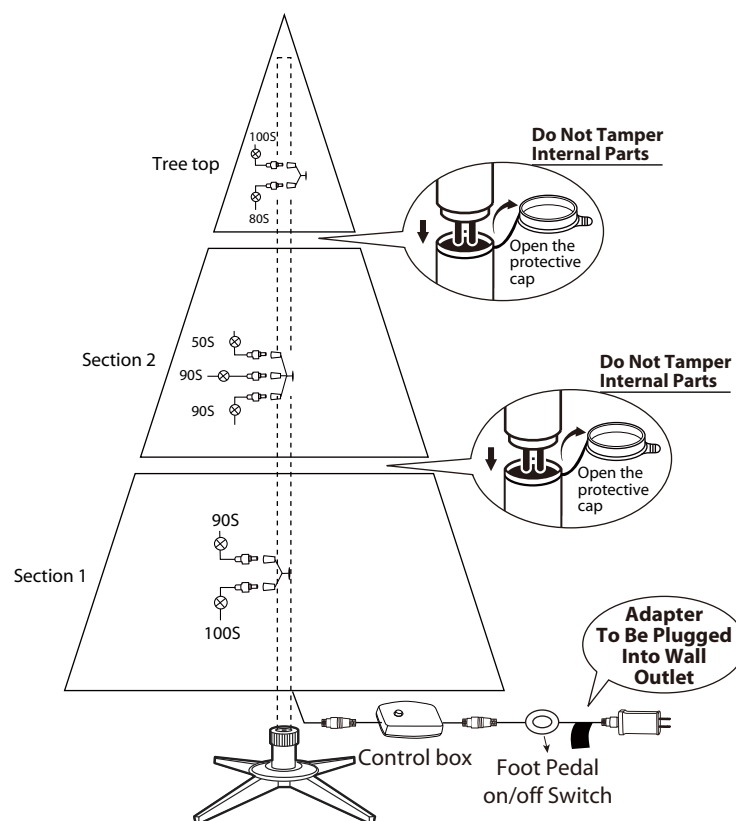 100S
Tree top
80S
Do Not Tamper
Internal Parts
Open the
protective
cap
50S
Section 2
90S
90S
Do Not Tamper
Internal Parts
Open the
protective
cap
90S
Section 1
100S
Adapter
To Be Plugged
Into Wall
Outlet
Control box
Foot Pedal
on/off Switch